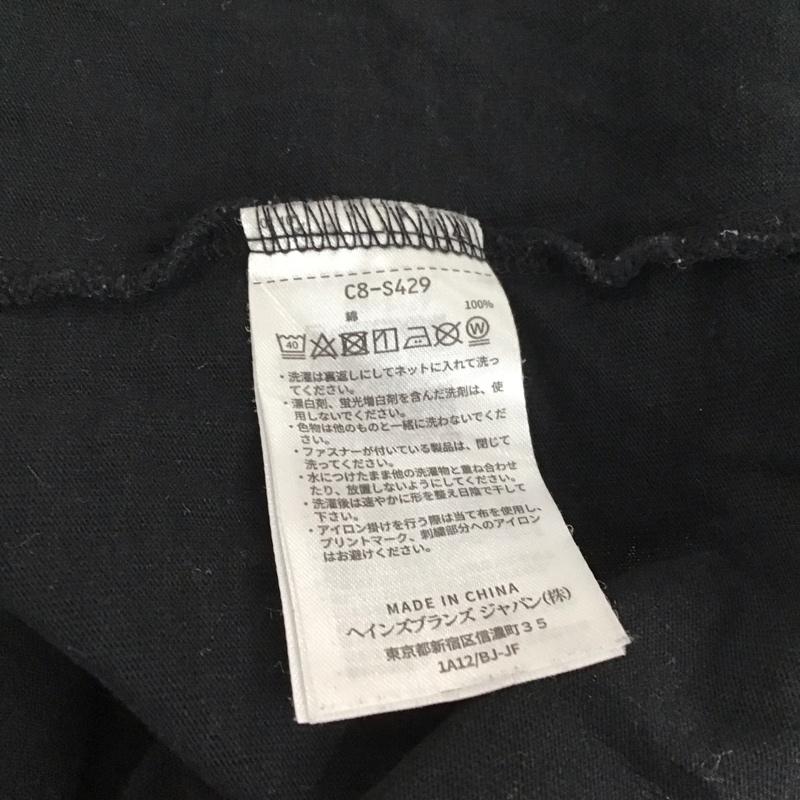 C8-S429
綿 100%
40 W
・洗濯は裏返しにしてネットに入れて洗っ
てください。
・漂白剤、蛍光増白剤を含んだ洗剤は、使
用しないでください。
・色物は他のものと一緒に洗わないでくだ
さい。
・ファスナーが付いている製品は、閉じて
洗ってください。
・水につけたまま他の洗濯物と重ね合わせ
たり、放置しないようにしてください。
・洗濯後は速やかに形を整え日陰で干して
下さい。
・アイロン掛けを行う際は当て布を使用し、
プリントマーク、刺繍部分へのアイロン
はお避けください。
MADE IN CHINA
ヘインズブランズ ジャパン(株)
東京都新宿区信濃町35
1A12/BJ-JF